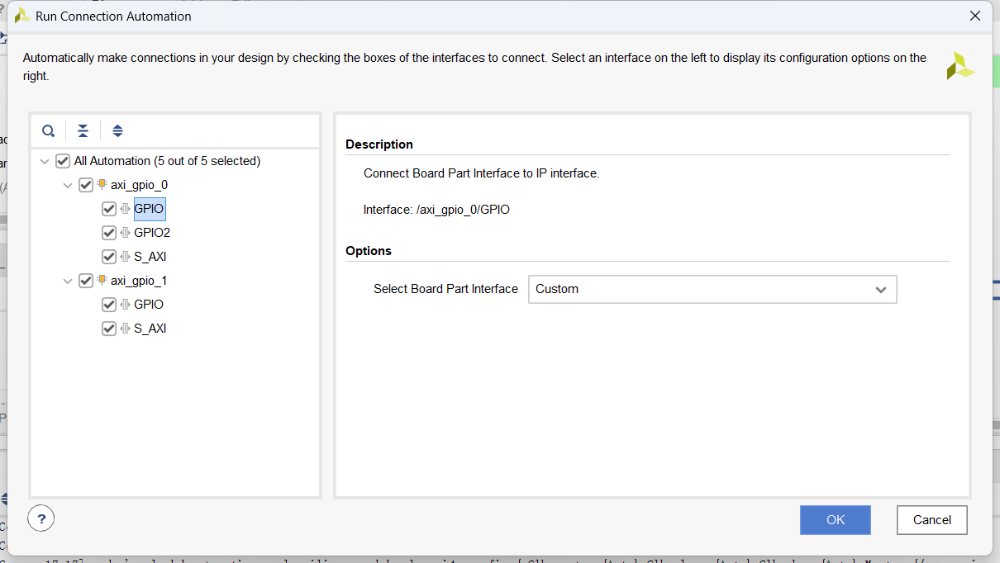 Run Connection Automation
Automatically make connections in your design by checking the boxes of the interfaces to connect. Select an interface on the left to display its configuration options on the
right.
All Automation (5 out of 5 selected)
axi_gpio_0
GPIO
GPIO2
S_AXI
axi_gpio_1
GPIO
S_AXI
Description
Connect Board Part Interface to IP interface.
Interface: /axi_gpio_0/GPIO
Options
Select Board Part Interface
Custom
?
OK
Cancel